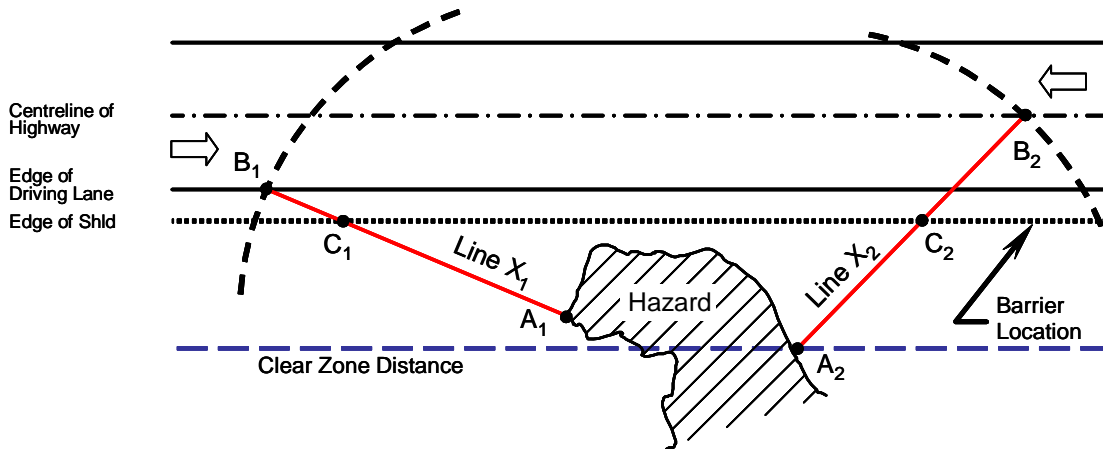 Centreline of
Highway
B₁
B₂
Edge of
Driving Lane
Edge of Shld
C₁
C₂
Line X₁
Line X₂
Hazard
A₁
Barrier
Location
Clear Zone Distance
A₂